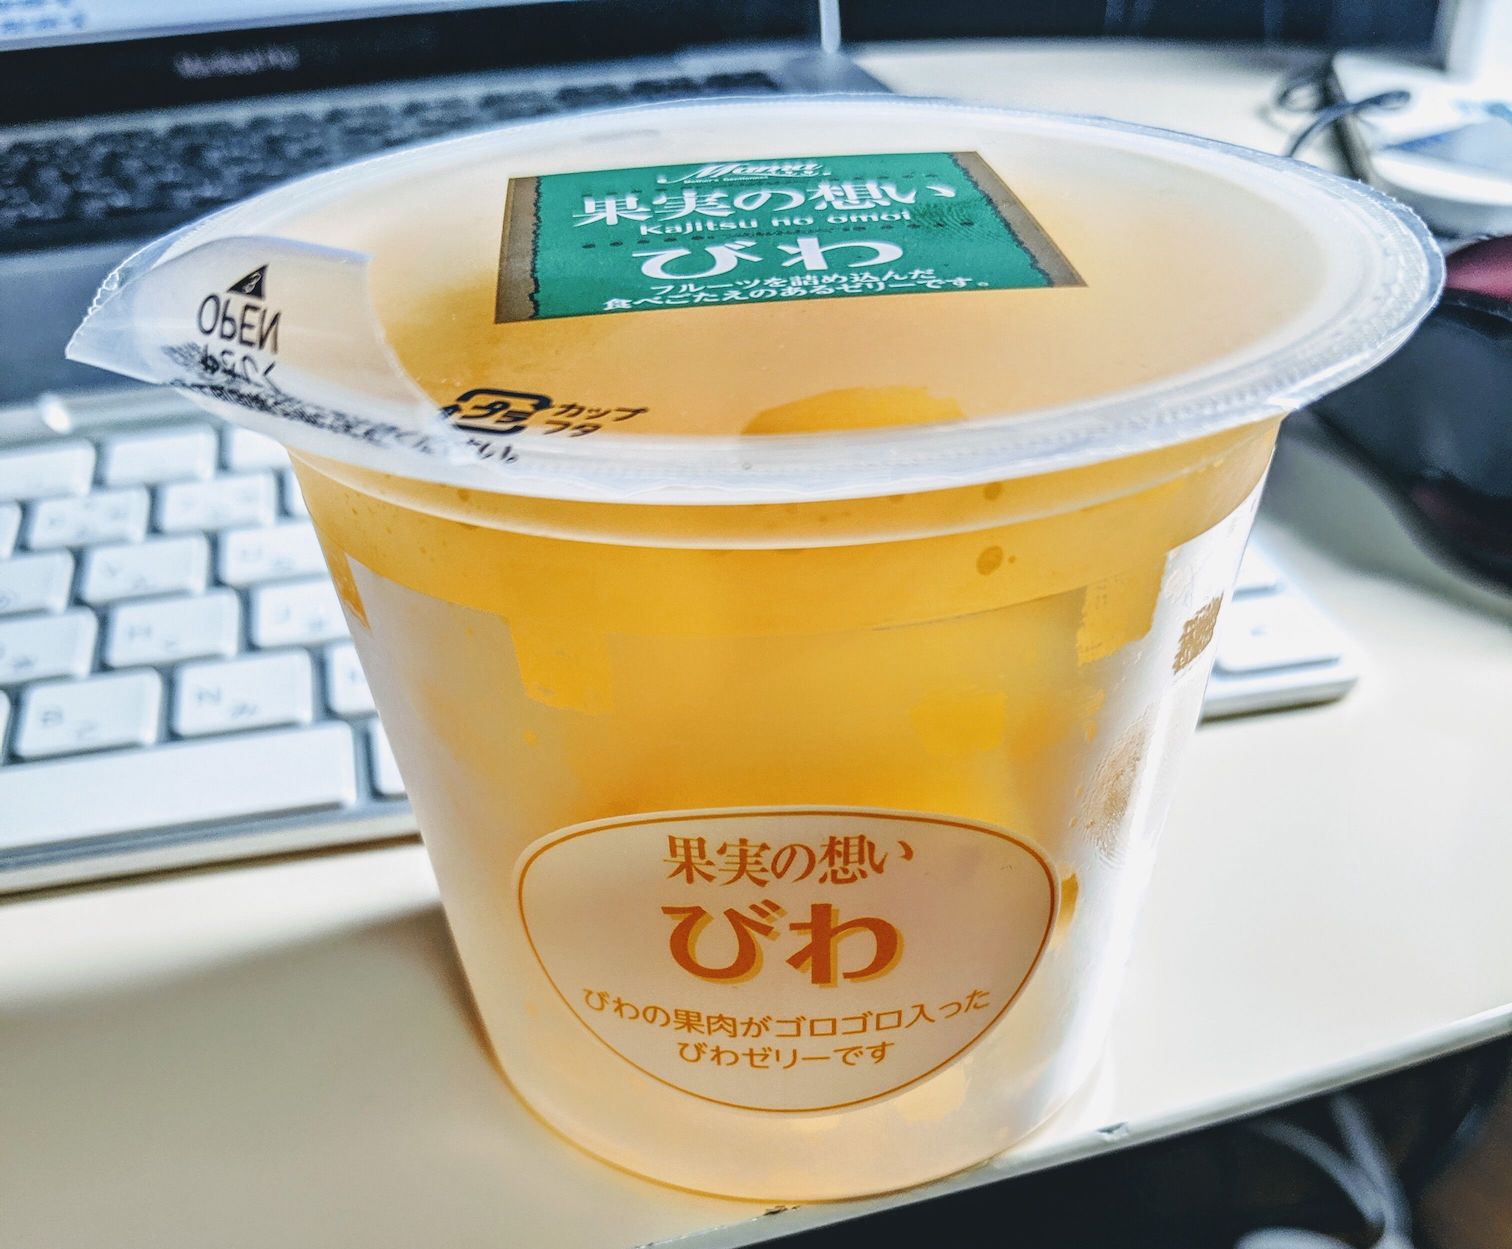 果実の想い
Kajitsu no omoi
びわ
フルーツを詰め込んだ
食べごたえのあるゼリーです。
OPEN
プラ
カップ
フタ
果実の想い
びわ
びわの果肉がゴロゴロ入った
びわゼリーです